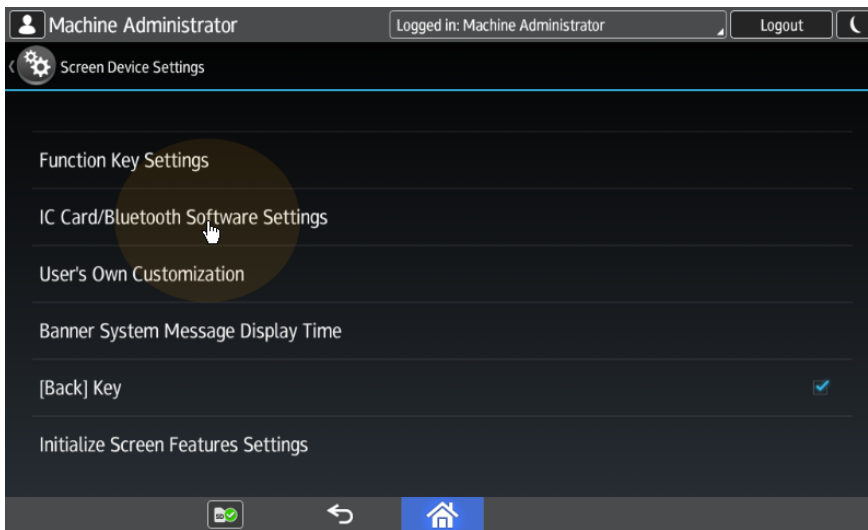 Machine Administrator
Logged in: Machine Administrator
Logout
Screen Device Settings
Function Key Settings
IC Card/Bluetooth Software Settings
User's Own Customization
Banner System Message Display Time
[Back] Key
Initialize Screen Features Settings
SD